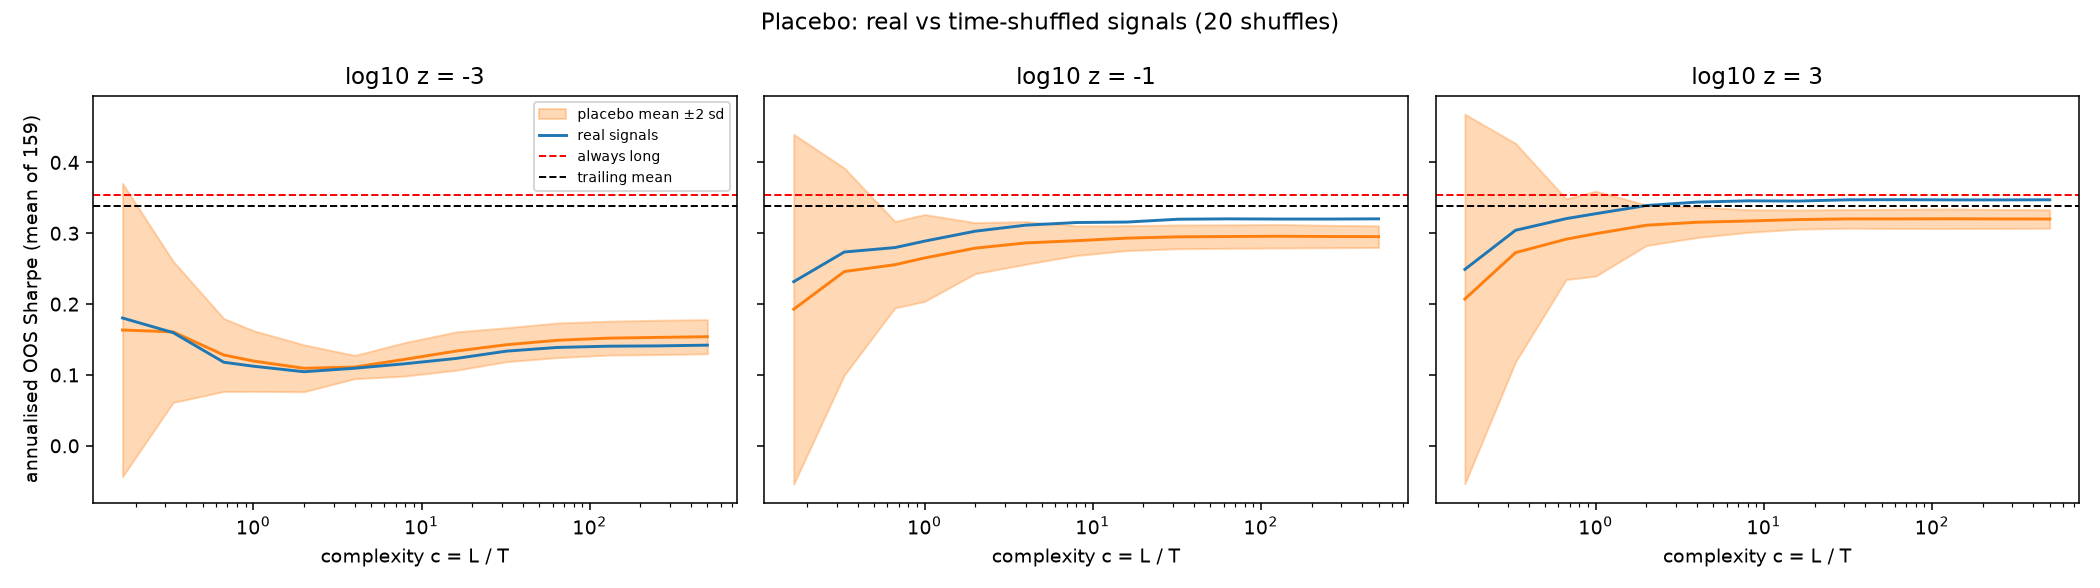 Placebo: real vs time-shuffled signals (20 shuffles)
log10 z = -3
log10 z = -1
log10 z = 3
annualised OOS Sharpe (mean of 159)
0.4
0.3
0.2
0.1
0.0
placebo mean ±2 sd
real signals
always long
trailing mean
10⁰ 10¹ 10²
10⁰ 10¹ 10²
10⁰ 10¹ 10²
complexity c = L / T
complexity c = L / T
complexity c = L / T